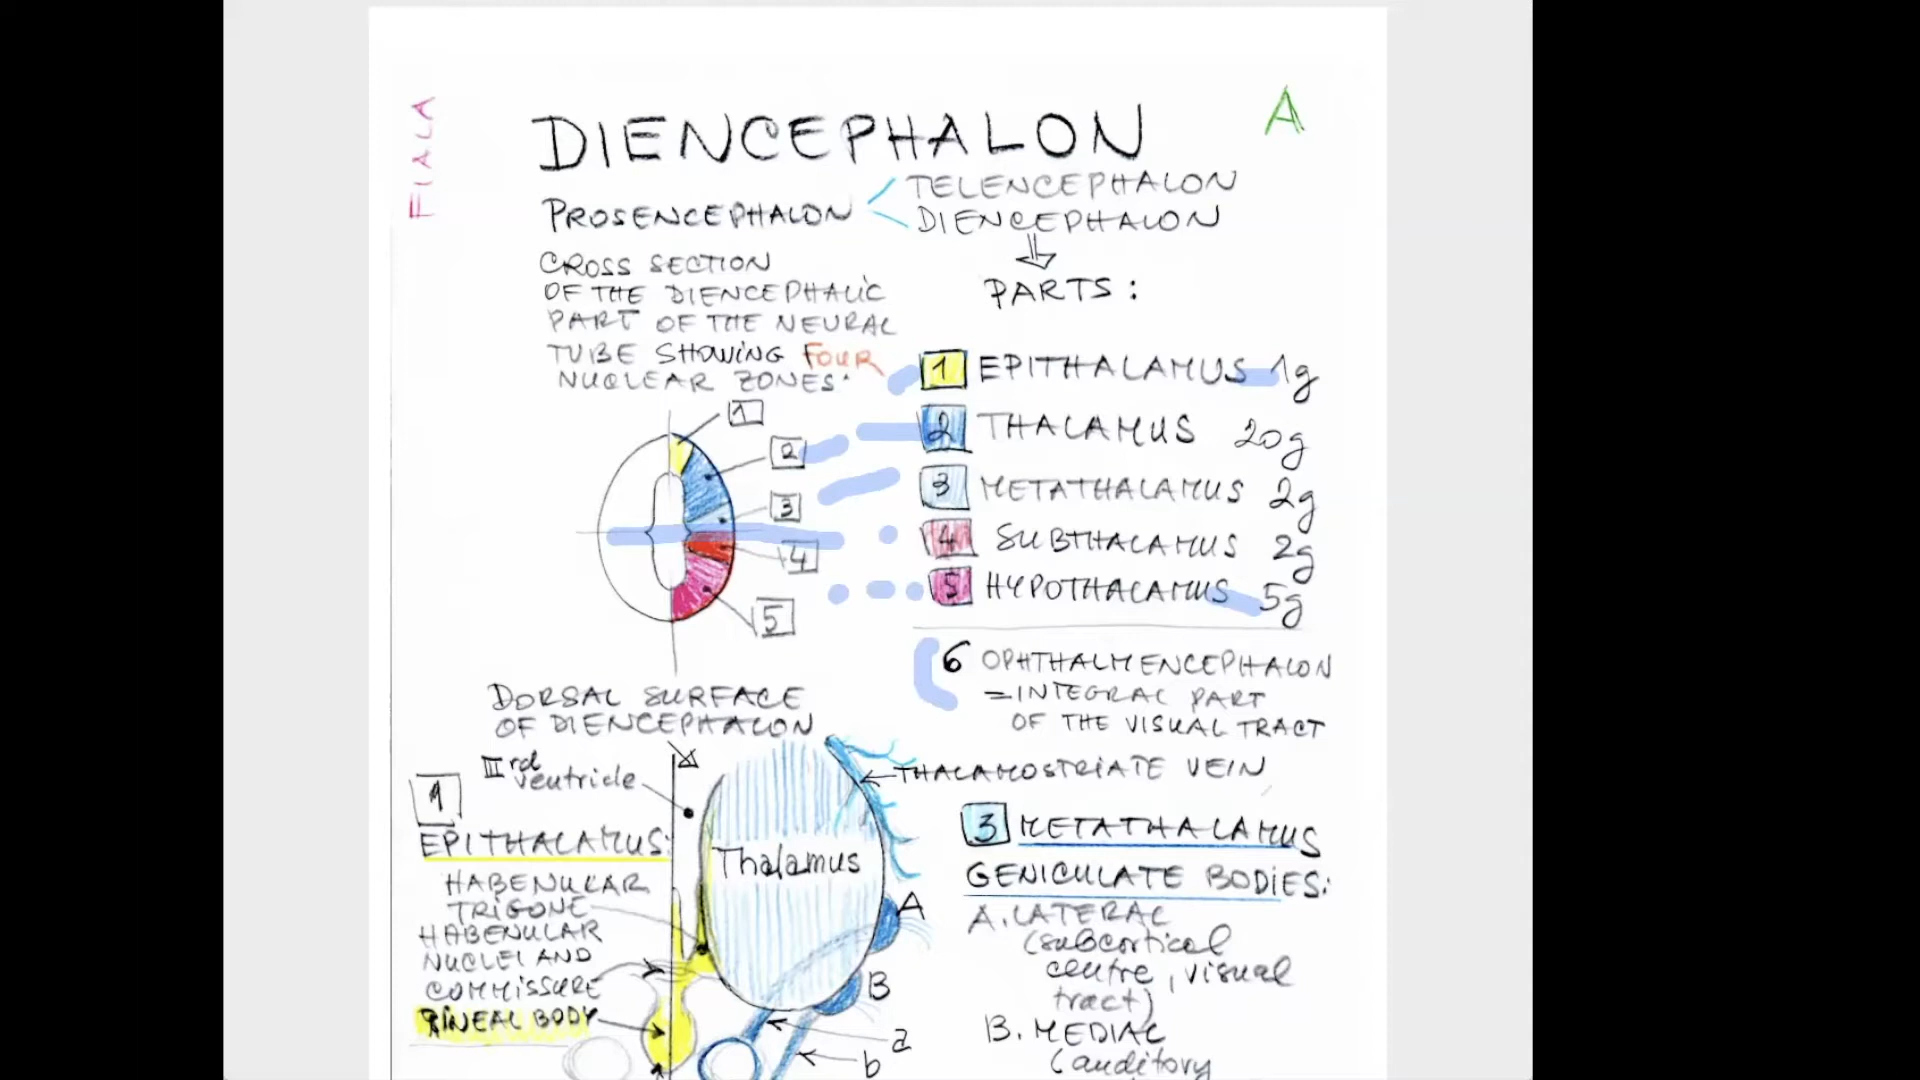 FIALA
A
DIENCEPHALON
PROSENCEPHALON
TELENCEPHALON
DIENCEPHALON
CROSS SECTION
OF THE DIENCEPHALIC
PART OF THE NEURAL
TUBE SHOWING FOUR
NUCLEAR ZONES:
1
2
3
4
5
PARTS:
1 EPITHALAMUS 1g
2 THALAMUS 20g
3 METATHALAMUS 2g
4 SUBTHALAMUS 2g
5 HYPOTHALAMUS 5g
6 OPHTHALMENCEPHALON
=INTEGRAL PART
OF THE VISUAL TRACT
DORSAL SURFACE
OF DIENCEPHALON
IIIrd
ventricle
THALAMOSTRIATE VEIN
1
EPITHALAMUS:
HABENULAR
TRIGONE
HABENULAR
NUCLEI AND
COMMISSURE
PINEAL BODY
Thalamus
A
B
a
b
3 METATHALAMUS
GENICULATE BODIES:
A. LATERAL
(subcortical
centre, visual
tract)
B. MEDIAL
(auditory